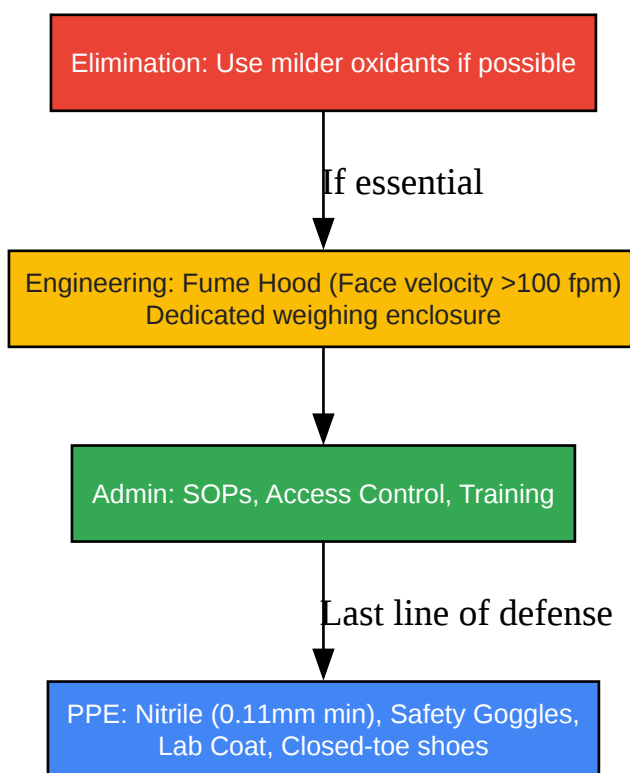 Elimination: Use milder oxidants if possible
If essential
Engineering: Fume Hood (Face velocity >100 fpm)
Dedicated weighing enclosure
Admin: SOPs, Access Control, Training
Last line of defense
PPE: Nitrile (0.11mm min), Safety Goggles,
Lab Coat, Closed-toe shoes